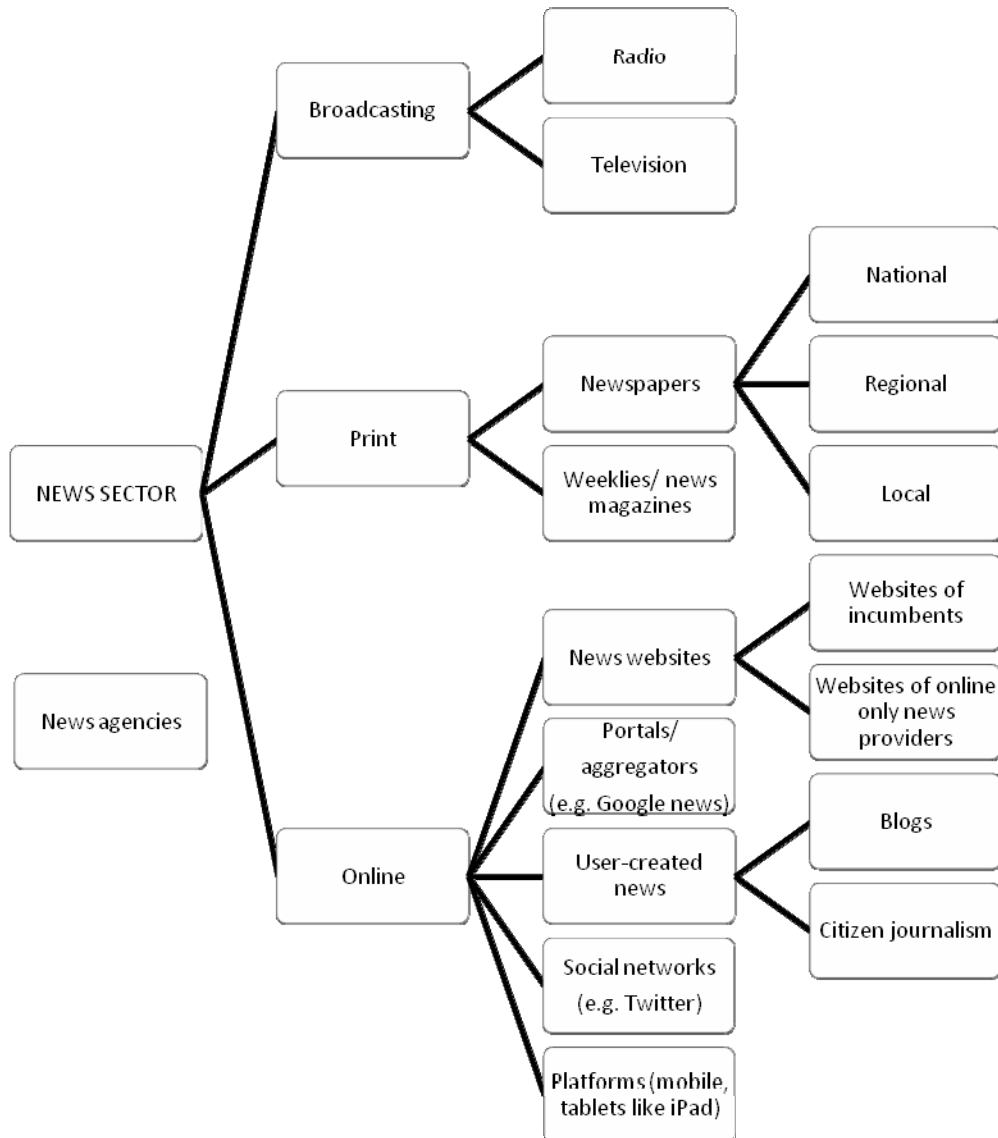 NEWS SECTOR
News agencies
Broadcasting
Radio
Television
Print
Newspapers
National
Regional
Local
Weeklies/ news
magazines
Online
News websites
Websites of
incumbents
Websites of online
only news
providers
Portals/
aggregators
(e.g. Google news)
User-created
news
Blogs
Citizen journalism
Social networks
(e.g. Twitter)
Platforms (mobile,
tablets like iPad)